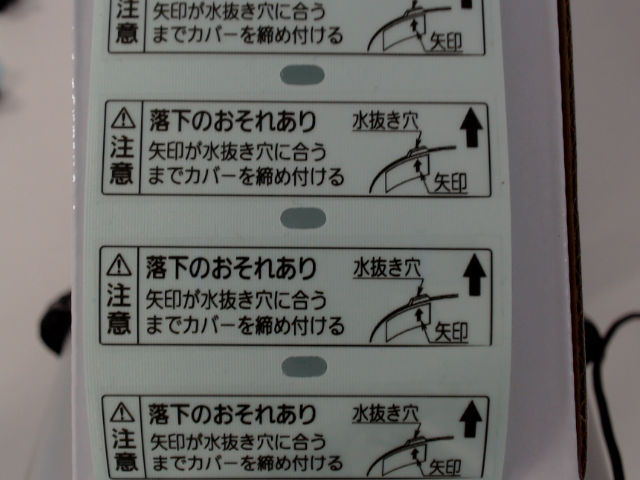 注意
矢印が水抜き穴に合う
までカバーを締め付ける
矢印
注意
落下のおそれあり
矢印が水抜き穴に合う
までカバーを締め付ける
水抜き穴
矢印
注意
落下のおそれあり
矢印が水抜き穴に合う
までカバーを締め付ける
水抜き穴
矢印
注意
落下のおそれあり
矢印が水抜き穴に合う
までカバーを締め付ける
水抜き穴
矢印